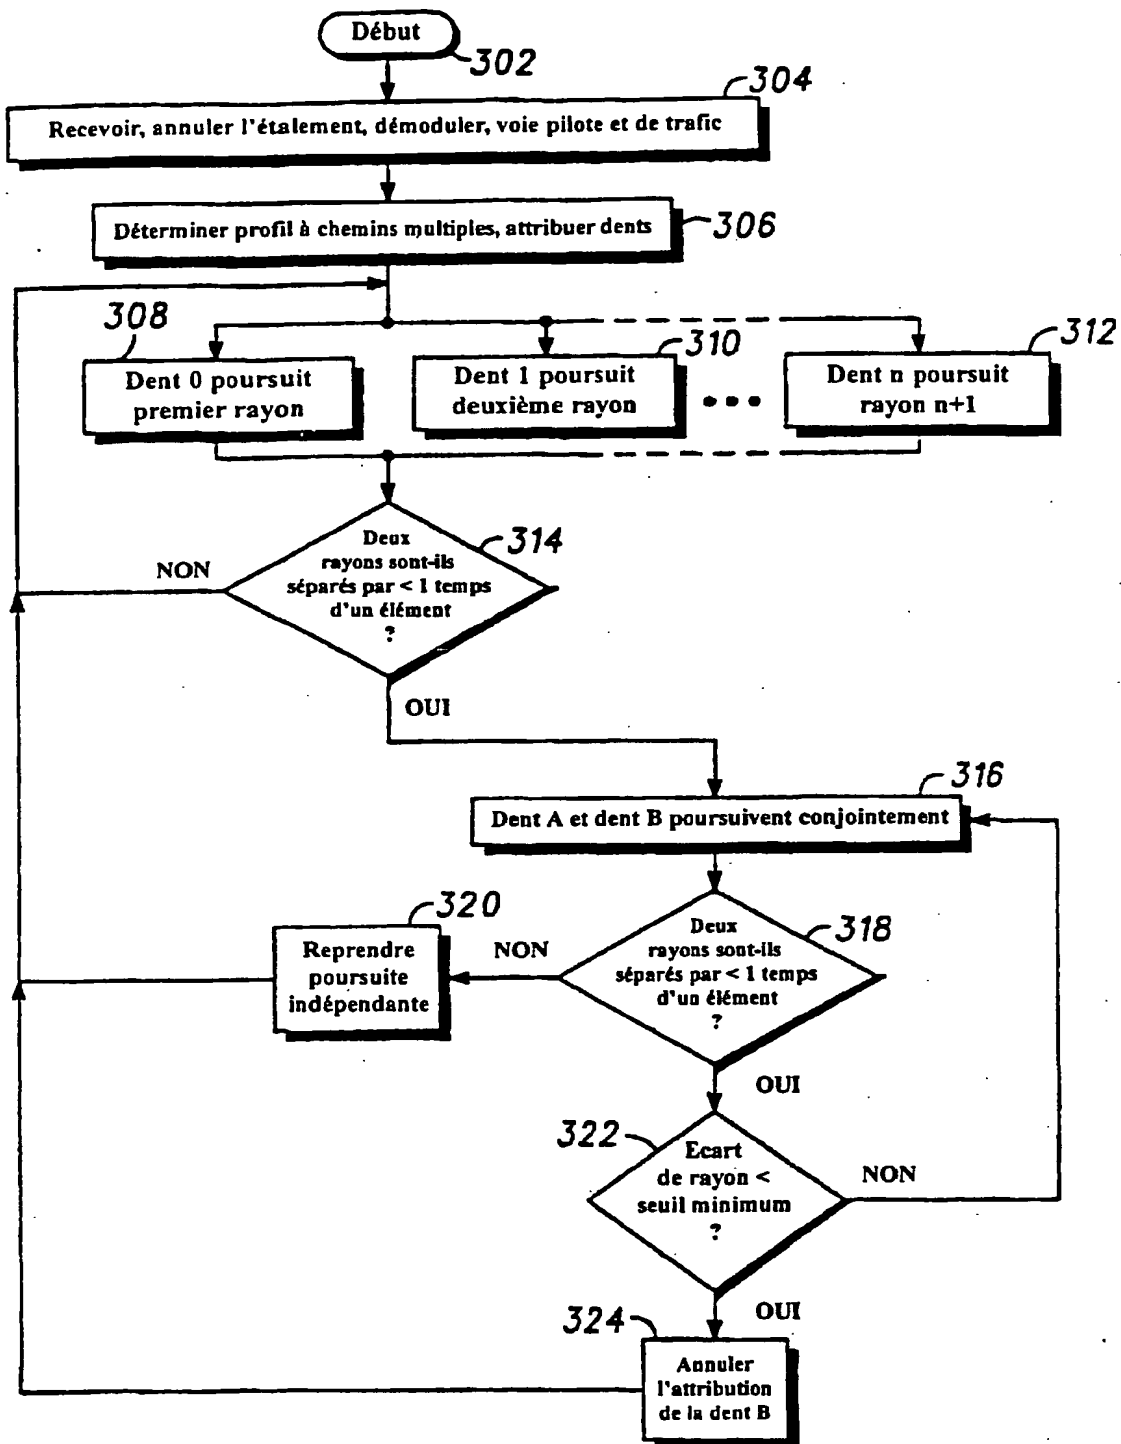 Début
302
304
Recevoir, annuler l'étalement, démoduler, voie pilote et de trafic
Déterminer profil à chemins multiples, attribuer dents
306
308
Dent 0 poursuit
premier rayon
310
Dent 1 poursuit
deuxième rayon
312
Dent n poursuit
rayon n+1
314
Deux
rayons sont-ils
séparés par < 1 temps
d'un élément
?
NON
OUI
316
Dent A et dent B poursuivent conjointement
318
Deux
rayons sont-ils
séparés par < 1 temps
d'un élément
?
NON
320
Reprendre
poursuite
indépendante
OUI
322
Ecart
de rayon <
seuil minimum
?
NON
OUI
324
Annuler
l'attribution
de la dent B